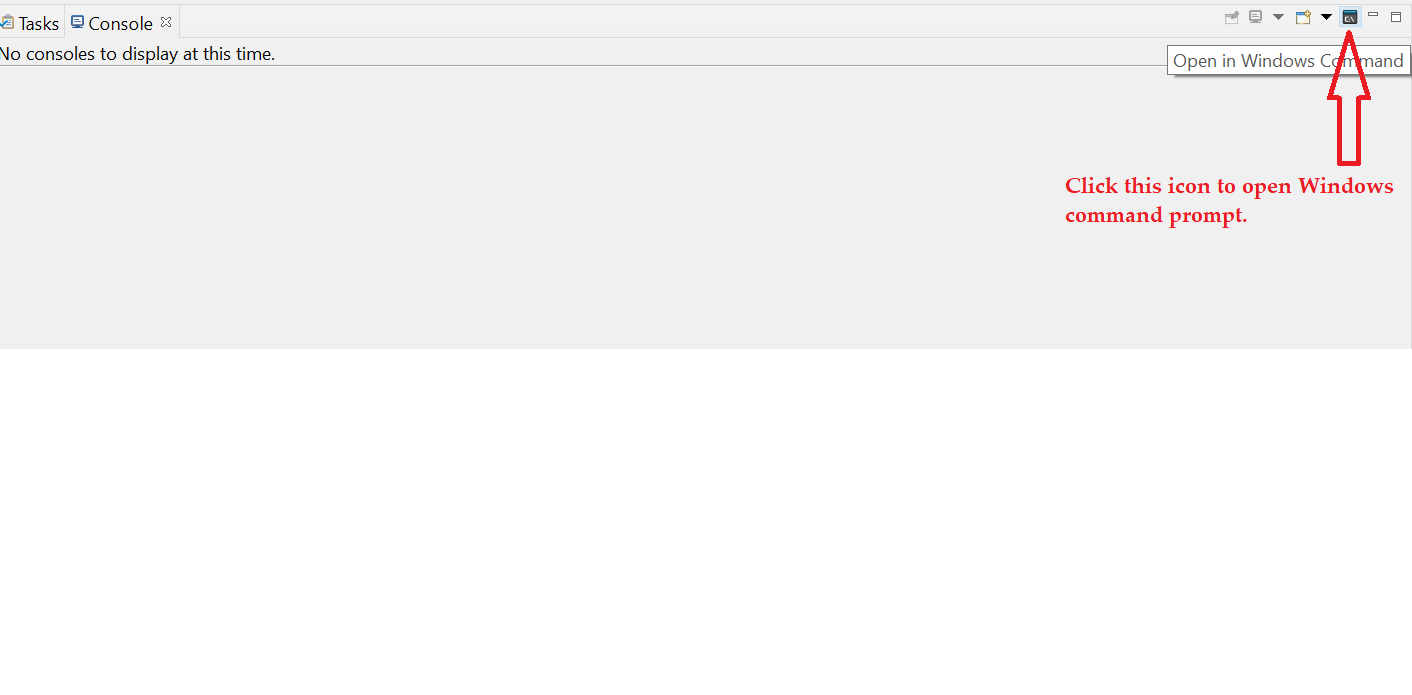 Tasks Console
No consoles to display at this time.
Open in Windows Command
Click this icon to open Windows
command prompt.